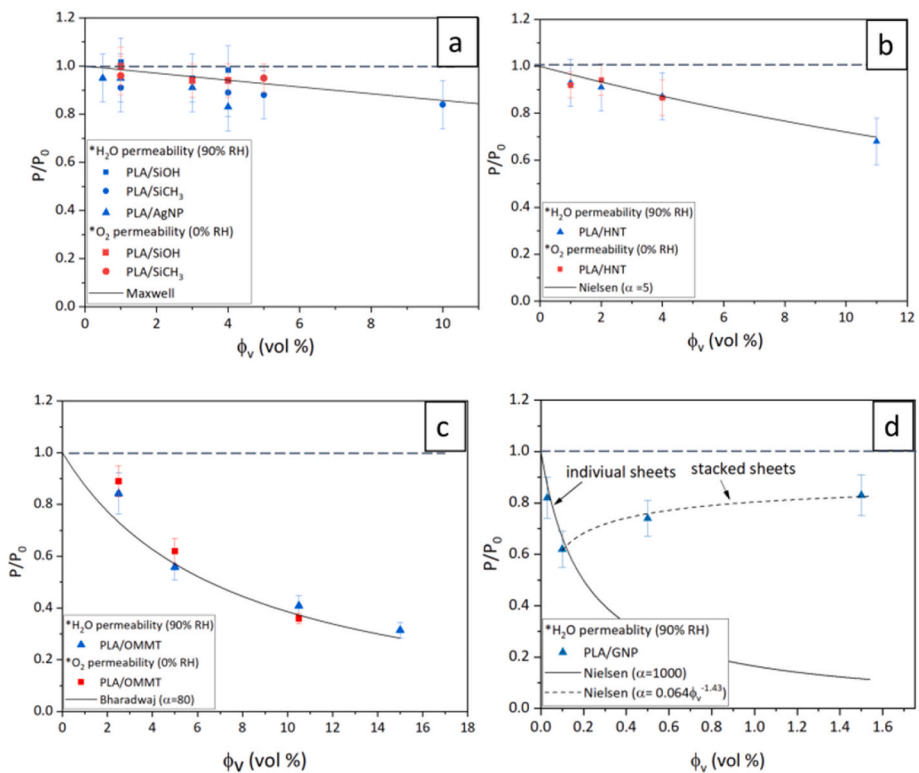 a
1.2
1.0
0.8
0.6
0.4
0.2
0.0
P/P0
*H2O permeability (90% RH)
PLA/SiOH
PLA/SiCH3
PLA/AgNP
*O2 permeability (0% RH)
PLA/SiOH
PLA/SiCH3
Maxwell
0 2 4 6 8 10
ϕv (vol %)
b
1.2
1.0
0.8
0.6
0.4
0.2
0.0
P/P0
*H2O permeability (90% RH)
PLA/HNT
*O2 permeability (0% RH)
PLA/HNT
Nielsen (α =5)
0 2 4 6 8 10 12
ϕv (vol %)
c
1.2
1.0
0.8
0.6
0.4
0.2
0.0
P/P0
*H2O permeability (90% RH)
PLA/OMMT
*O2 permeability (0% RH)
PLA/OMMT
Bharadwaj (α=80)
0 2 4 6 8 10 12 14 16 18
ϕv (vol %)
d
1.2
1.0
0.8
0.6
0.4
0.2
0.0
P/P0
indiviual sheets
stacked sheets
*H2O permeablity (90% RH)
PLA/GNP
Nielsen (α=1000)
Nielsen (α= 0.064ϕv-1.43)
0.0 0.2 0.4 0.6 0.8 1.0 1.2 1.4 1.6
ϕv (vol %)